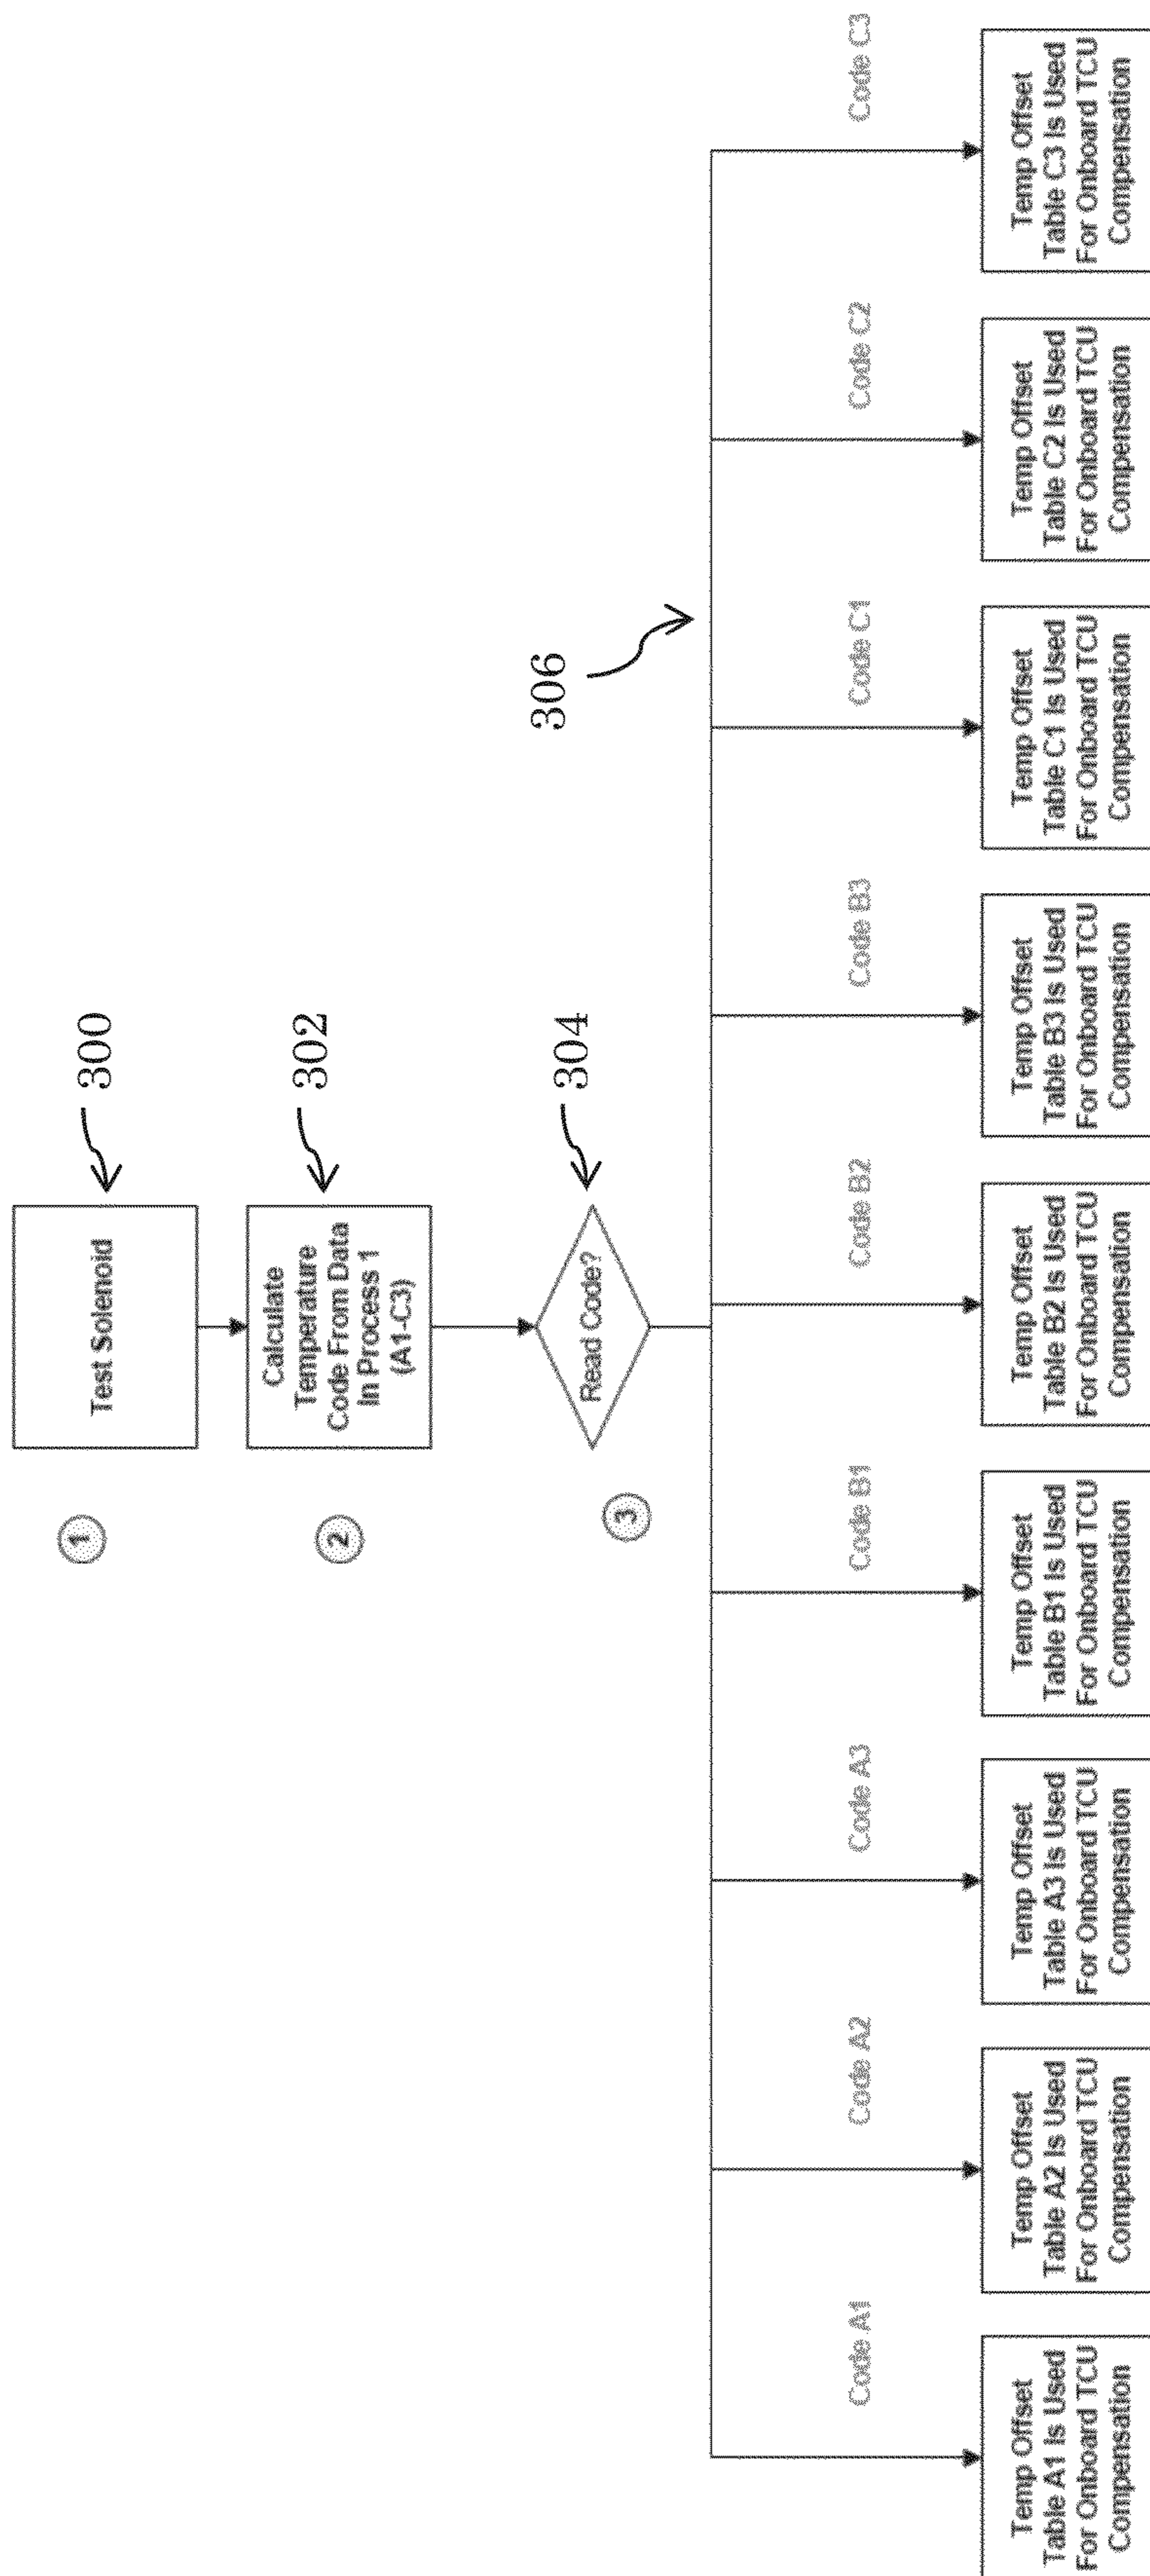 1
Test Solenoid
300
2
Calculate
Temperature
Code From Data
In Process 1
(A1-C3)
302
3
Read Code?
304
306
Code A1
Code A2
Code A3
Code B1
Code B2
Code B3
Code C1
Code C2
Code C3
Temp Offset
Table A1 Is Used
For Onboard TCU
Compensation
Temp Offset
Table A2 Is Used
For Onboard TCU
Compensation
Temp Offset
Table A3 Is Used
For Onboard TCU
Compensation
Temp Offset
Table B1 Is Used
For Onboard TCU
Compensation
Temp Offset
Table B2 Is Used
For Onboard TCU
Compensation
Temp Offset
Table B3 Is Used
For Onboard TCU
Compensation
Temp Offset
Table C1 Is Used
For Onboard TCU
Compensation
Temp Offset
Table C2 Is Used
For Onboard TCU
Compensation
Temp Offset
Table C3 Is Used
For Onboard TCU
Compensation